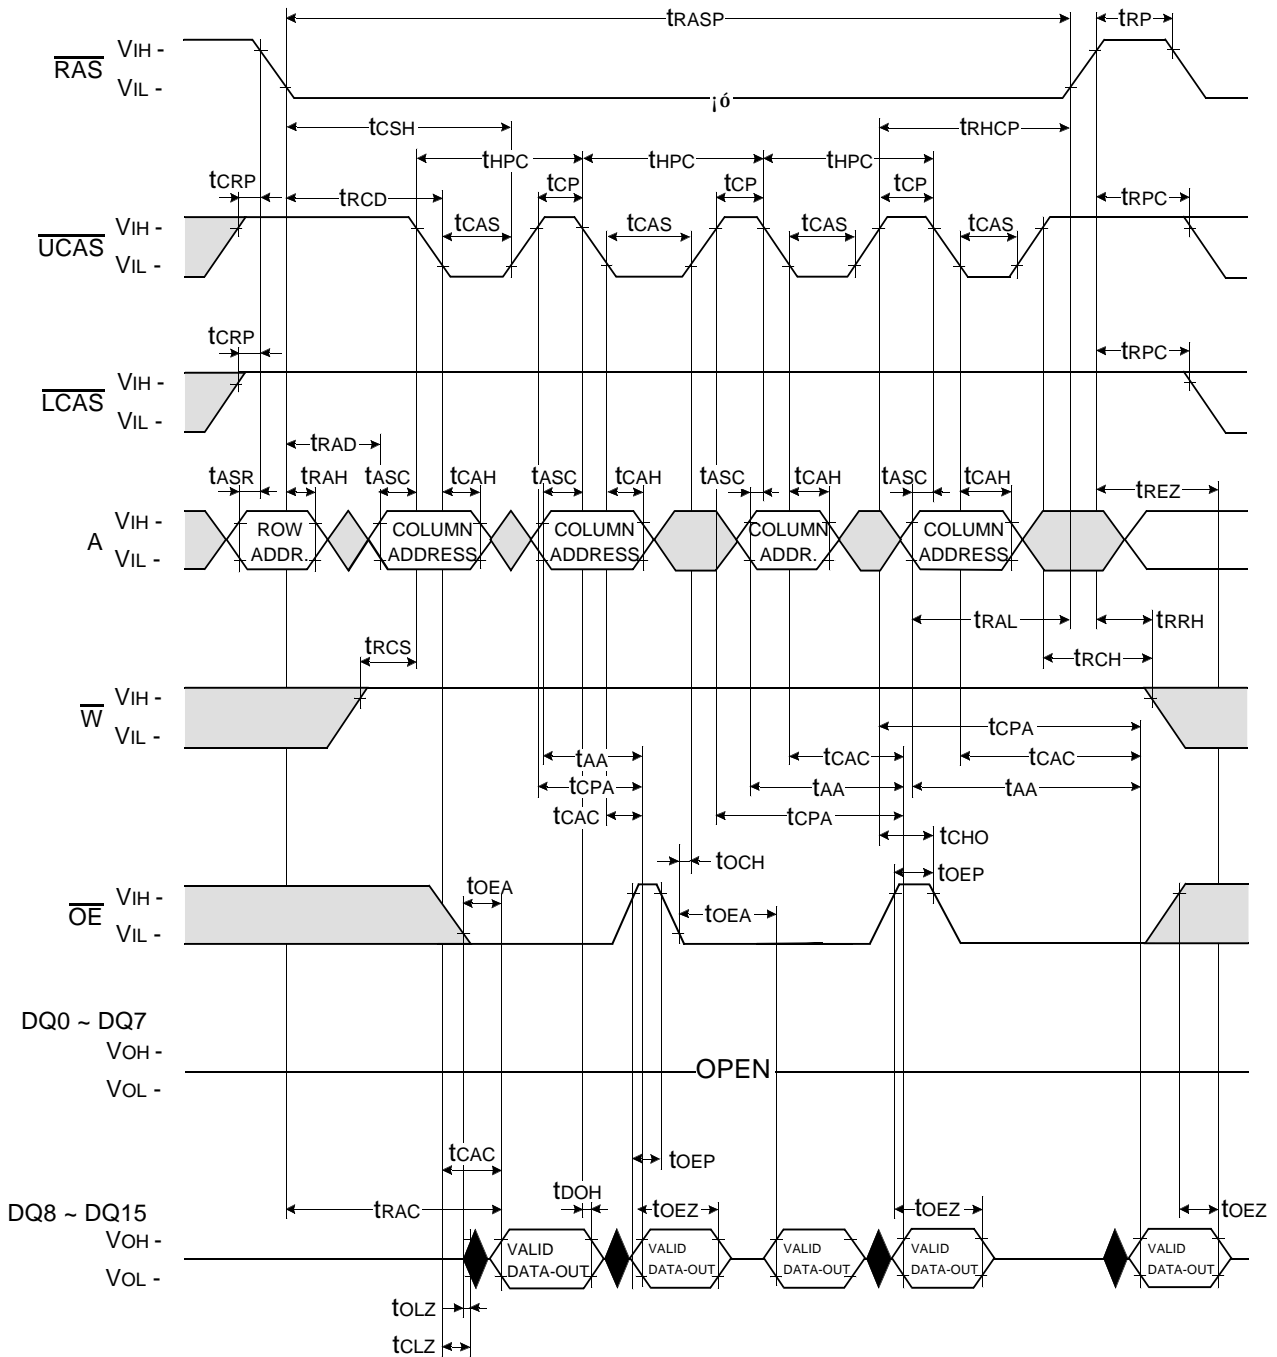 tRASP
tRP
RAS
VIH -
VIL -
¡ó
tCSH
tRHCP
tHPC
tHPC
tHPC
tCRP
tRCD
tCP
tCP
tCP
tRPC
UCAS
VIH -
VIL -
tCAS
tCAS
tCAS
tCAS
tCRP
tRPC
LCAS
VIH -
VIL -
tRAD
tASR
tRAH
tASC
tCAH
tASC
tCAH
tASC
tCAH
tASC
tCAH
tREZ
A
VIH -
VIL -
ROW
ADDR.
COLUMN
ADDRESS
COLUMN
ADDRESS
COLUMN
ADDR.
COLUMN
ADDRESS
tRAL
tRRH
tRCS
tRCH
W
VIH -
VIL -
tCPA
tAA
tCAC
tCAC
tCPA
tAA
tAA
tCAC
tCPA
tCHO
tOCH
tOEP
OE
VIH -
VIL -
tOEA
tOEA
DQ0 ~ DQ7
VOH -
VOL -
OPEN
tCAC
tOEP
tDOH
tRAC
tOEZ
tOEZ
tOEZ
DQ8 ~ DQ15
VOH -
VOL -
VALID
DATA-OUT
VALID
DATA-OUT
VALID
DATA-OUT
VALID
DATA-OUT
VALID
DATA-OUT
tOLZ
tCLZ